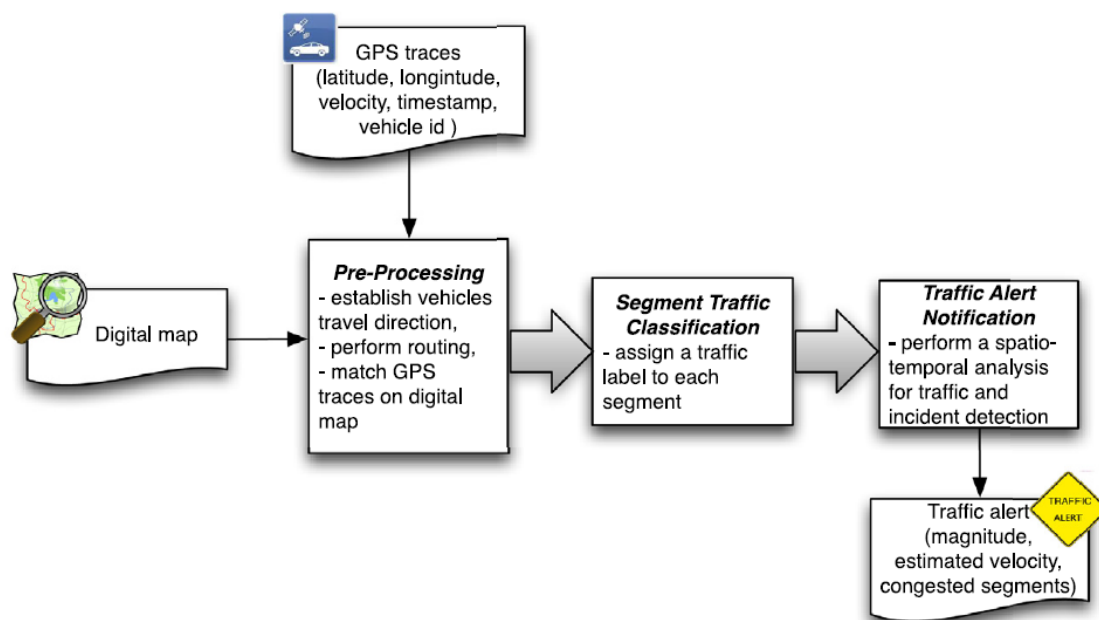 GPS traces
(latitude, longintude,
velocity, timestamp,
vehicle id )
Digital map
Pre-Processing
- establish vehicles
travel direction,
- perform routing,
- match GPS
traces on digital
map
Segment Traffic
Classification
- assign a traffic
label to each
segment
Traffic Alert
Notification
- perform a spatio-
temporal analysis
for traffic and
incident detection
Traffic alert
(magnitude,
estimated velocity,
congested segments)
TRAFFIC
ALERT